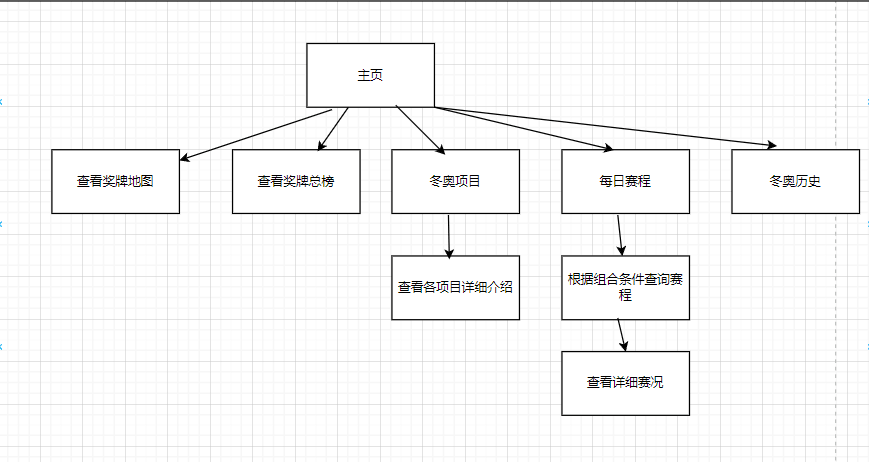 主页
查看奖牌地图
查看奖牌总榜
冬奥项目
每日赛程
冬奥历史
查看各项目详细介绍
根据组合条件查询赛
程
查看详细赛况